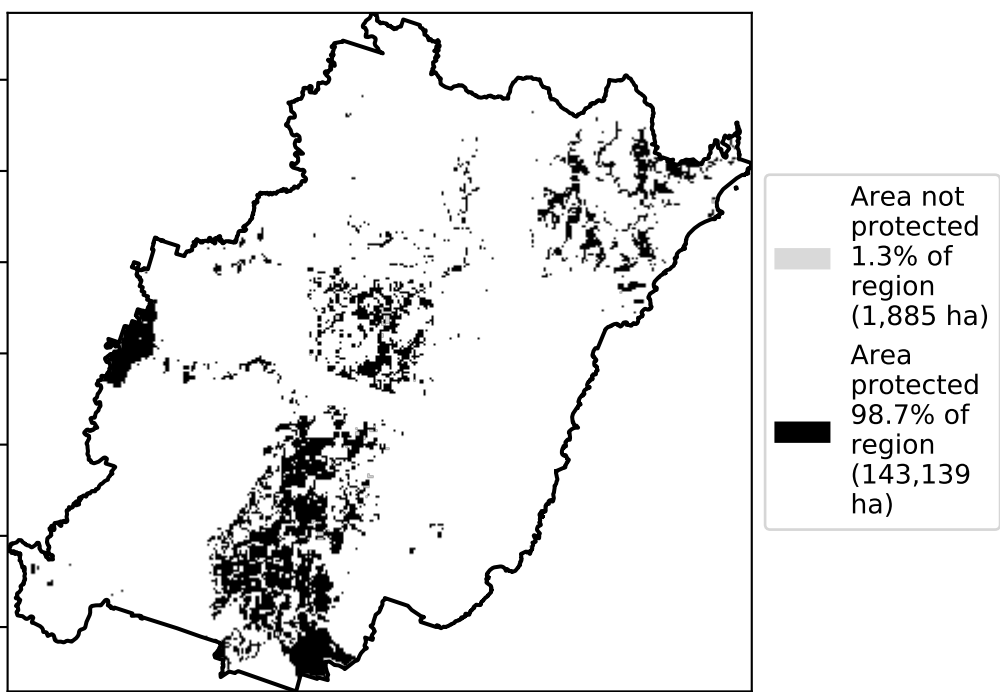 Area not
protected
1.3% of
region
(1,885 ha)
Area
protected
98.7% of
region
(143,139
ha)